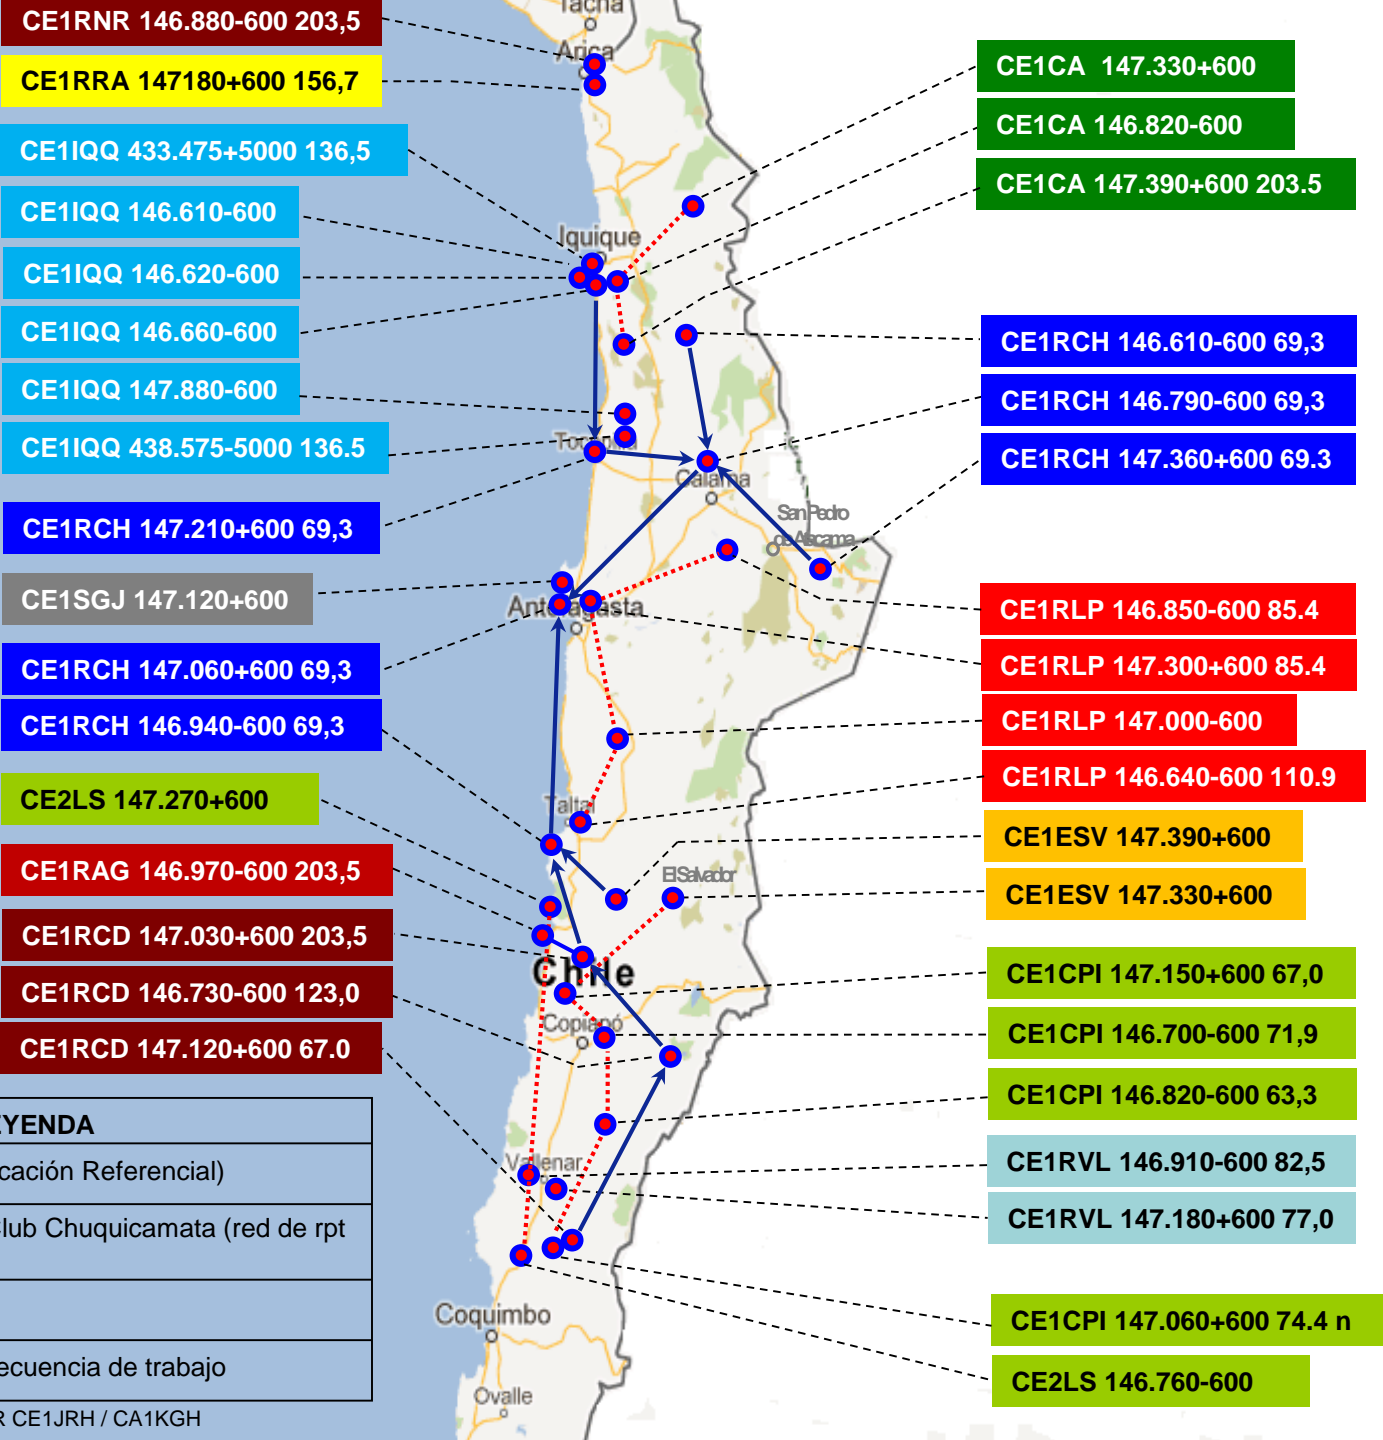 CE1RNR 146.880-600 203,5
CE1RRA 147180+600 156,7
CE1IQQ 433.475+5000 136,5
CE1IQQ 146.610-600
CE1IQQ 146.620-600
CE1IQQ 146.660-600
CE1IQQ 147.880-600
CE1IQQ 438.575-5000 136.5
CE1RCH 147.210+600 69,3
CE1SGJ 147.120+600
CE1RCH 147.060+600 69,3
CE1RCH 146.940-600 69,3
CE2LS 147.270+600
CE1RAG 146.970-600 203,5
CE1RCD 147.030+600 203,5
CE1RCD 146.730-600 123,0
CE1RCD 147.120+600 67.0
EYENDA
cación Referencial)
Club Chuquicamata (red de rpt
ecuencia de trabajo
R CE1JRH / CA1KGH
Tacna
Arica
Iquique
Calama
San Pedro
de Atacama
Antofagasta
Taltal
El Salvador
Chile
Copiapó
Vallenar
Coquimbo
Ovalle
CE1CA 147.330+600
CE1CA 146.820-600
CE1CA 147.390+600 203.5
CE1RCH 146.610-600 69,3
CE1RCH 146.790-600 69,3
CE1RCH 147.360+600 69.3
CE1RLP 146.850-600 85.4
CE1RLP 147.300+600 85.4
CE1RLP 147.000-600
CE1RLP 146.640-600 110.9
CE1ESV 147.390+600
CE1ESV 147.330+600
CE1CPI 147.150+600 67,0
CE1CPI 146.700-600 71,9
CE1CPI 146.820-600 63,3
CE1RVL 146.910-600 82,5
CE1RVL 147.180+600 77,0
CE1CPI 147.060+600 74.4 n
CE2LS 146.760-600